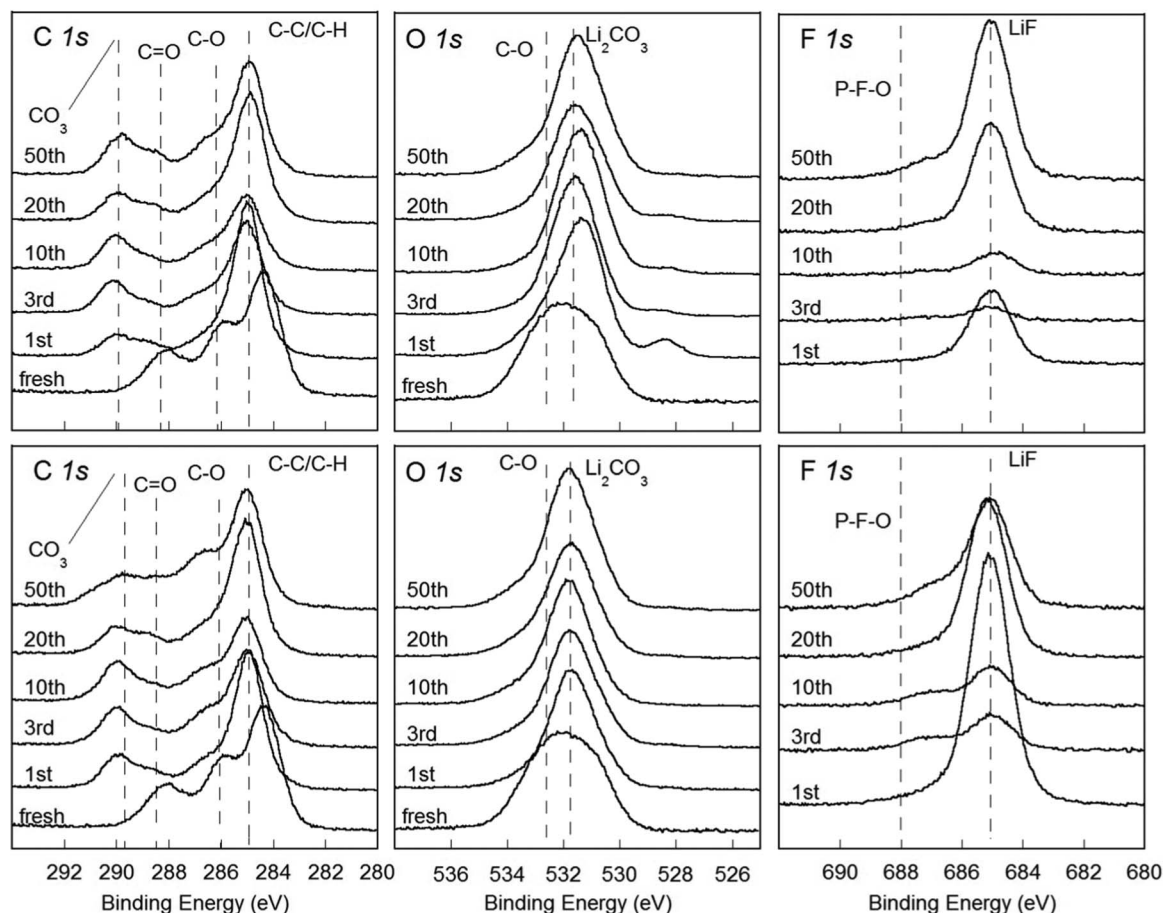 C 1s
C=O
C-O
C-C/C-H
CO3
50th
20th
10th
3rd
1st
fresh
O 1s
C-O
Li2CO3
50th
20th
10th
3rd
1st
fresh
F 1s
LiF
P-F-O
50th
20th
10th
3rd
1st
C 1s
C=O
C-O
C-C/C-H
CO3
50th
20th
10th
3rd
1st
fresh
292 290 288 286 284 282 280
Binding Energy (eV)
O 1s
C-O
Li2CO3
50th
20th
10th
3rd
1st
fresh
536 534 532 530 528 526
Binding Energy (eV)
F 1s
LiF
P-F-O
50th
20th
10th
3rd
1st
690 688 686 684 682 680
Binding Energy (eV)